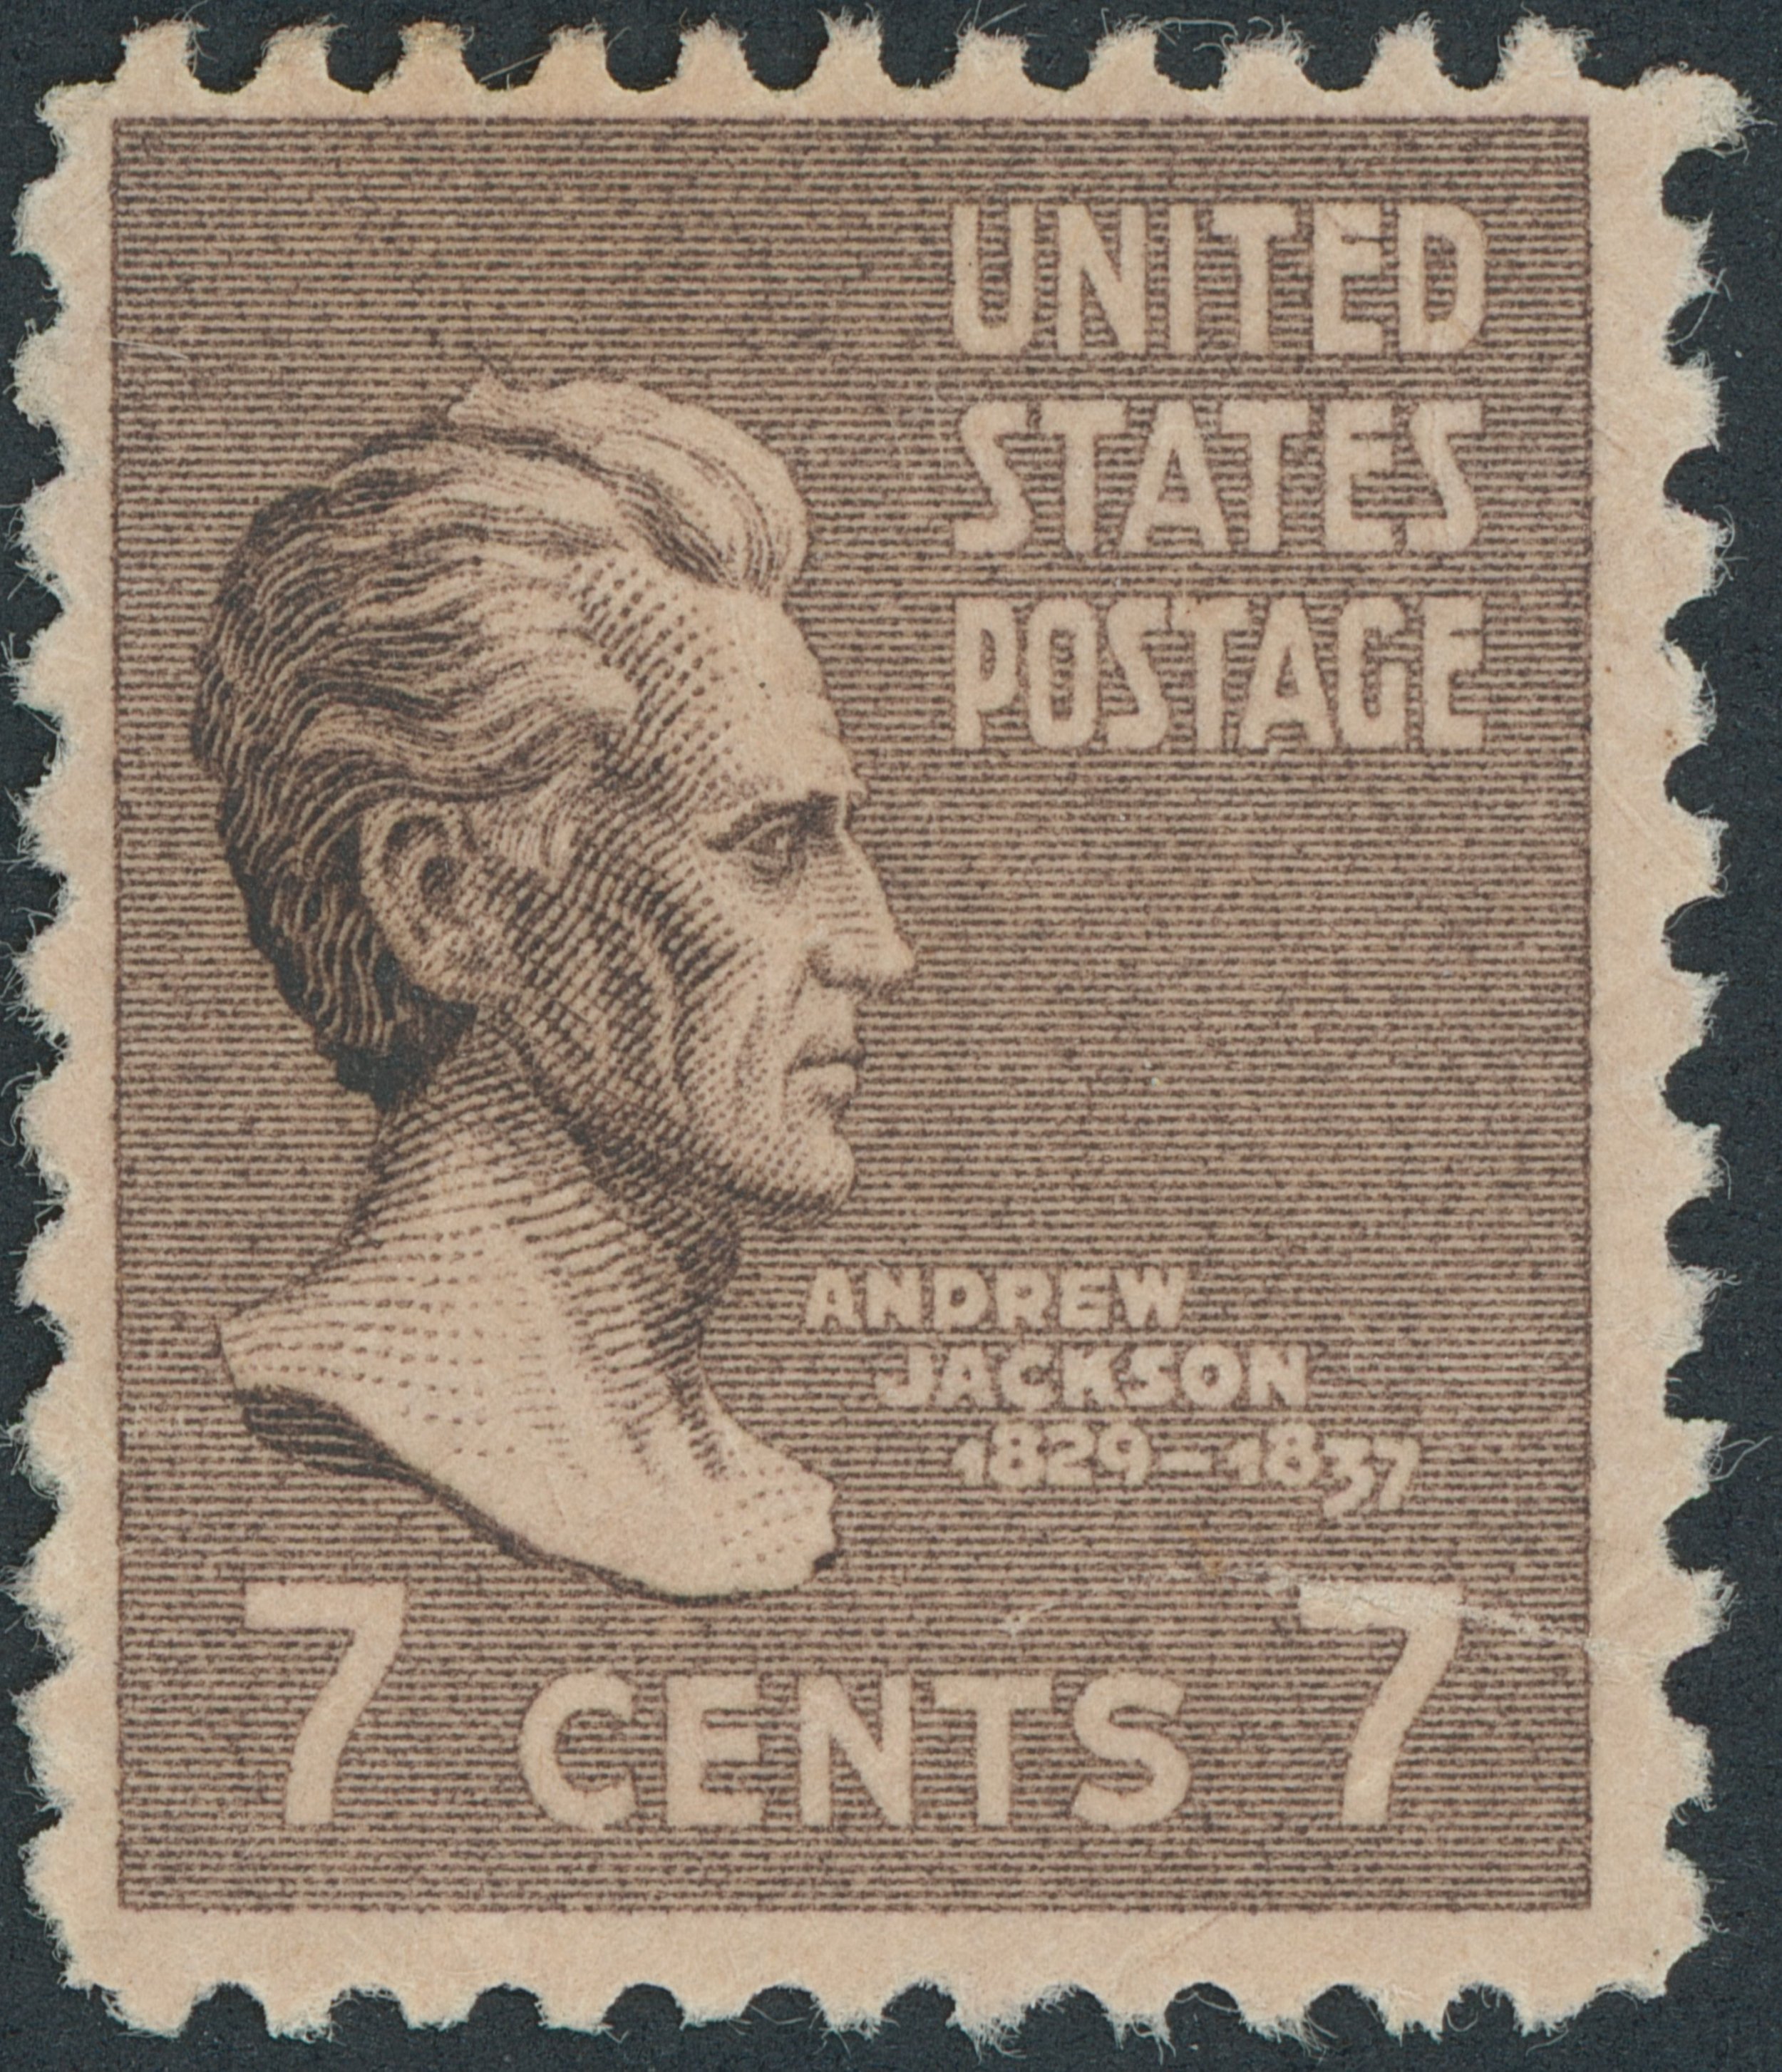 UNITED
STATES
POSTAGE
ANDREW
JACKSON
1829-1837
7 CENTS 7